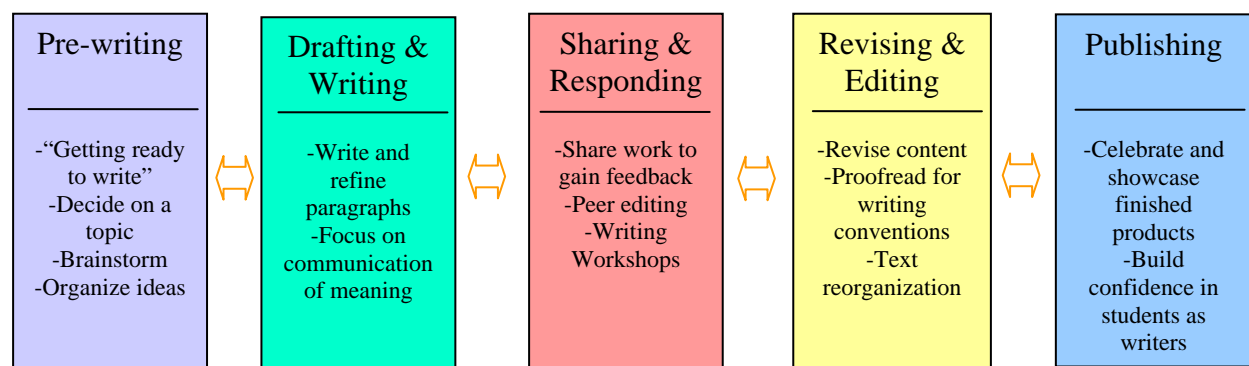 Pre-writing
-“Getting ready
to write”
-Decide on a
topic
-Brainstorm
-Organize ideas
Drafting &
Writing
-Write and
refine
paragraphs
-Focus on
communication
of meaning
Sharing &
Responding
-Share work to
gain feedback
-Peer editing
-Writing
Workshops
Revising &
Editing
-Revise content
-Proofread for
writing
conventions
-Text
reorganization
Publishing
-Celebrate and
showcase
finished
products
-Build
confidence in
students as
writers